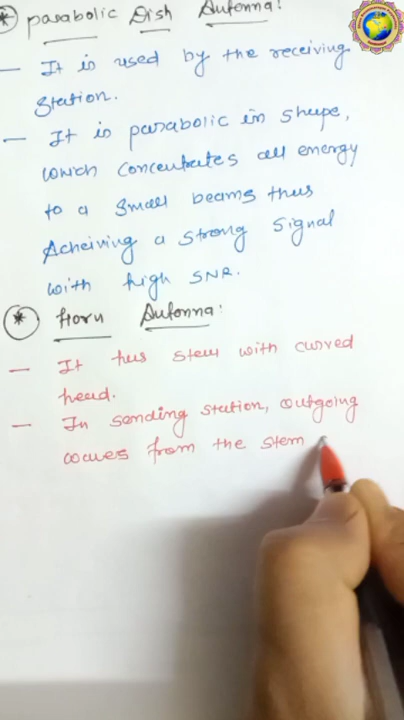 * parabolic Dish Antenna:
— It is used by the receiving
station.
— It is parabolic in shape,
which concentrates all energy
to a small beams thus
Acheiving a strong signal
with high SNR.
* Horn Antenna:
— It has stem with curved
head.
— In sending station, outgoing
waves from the stem